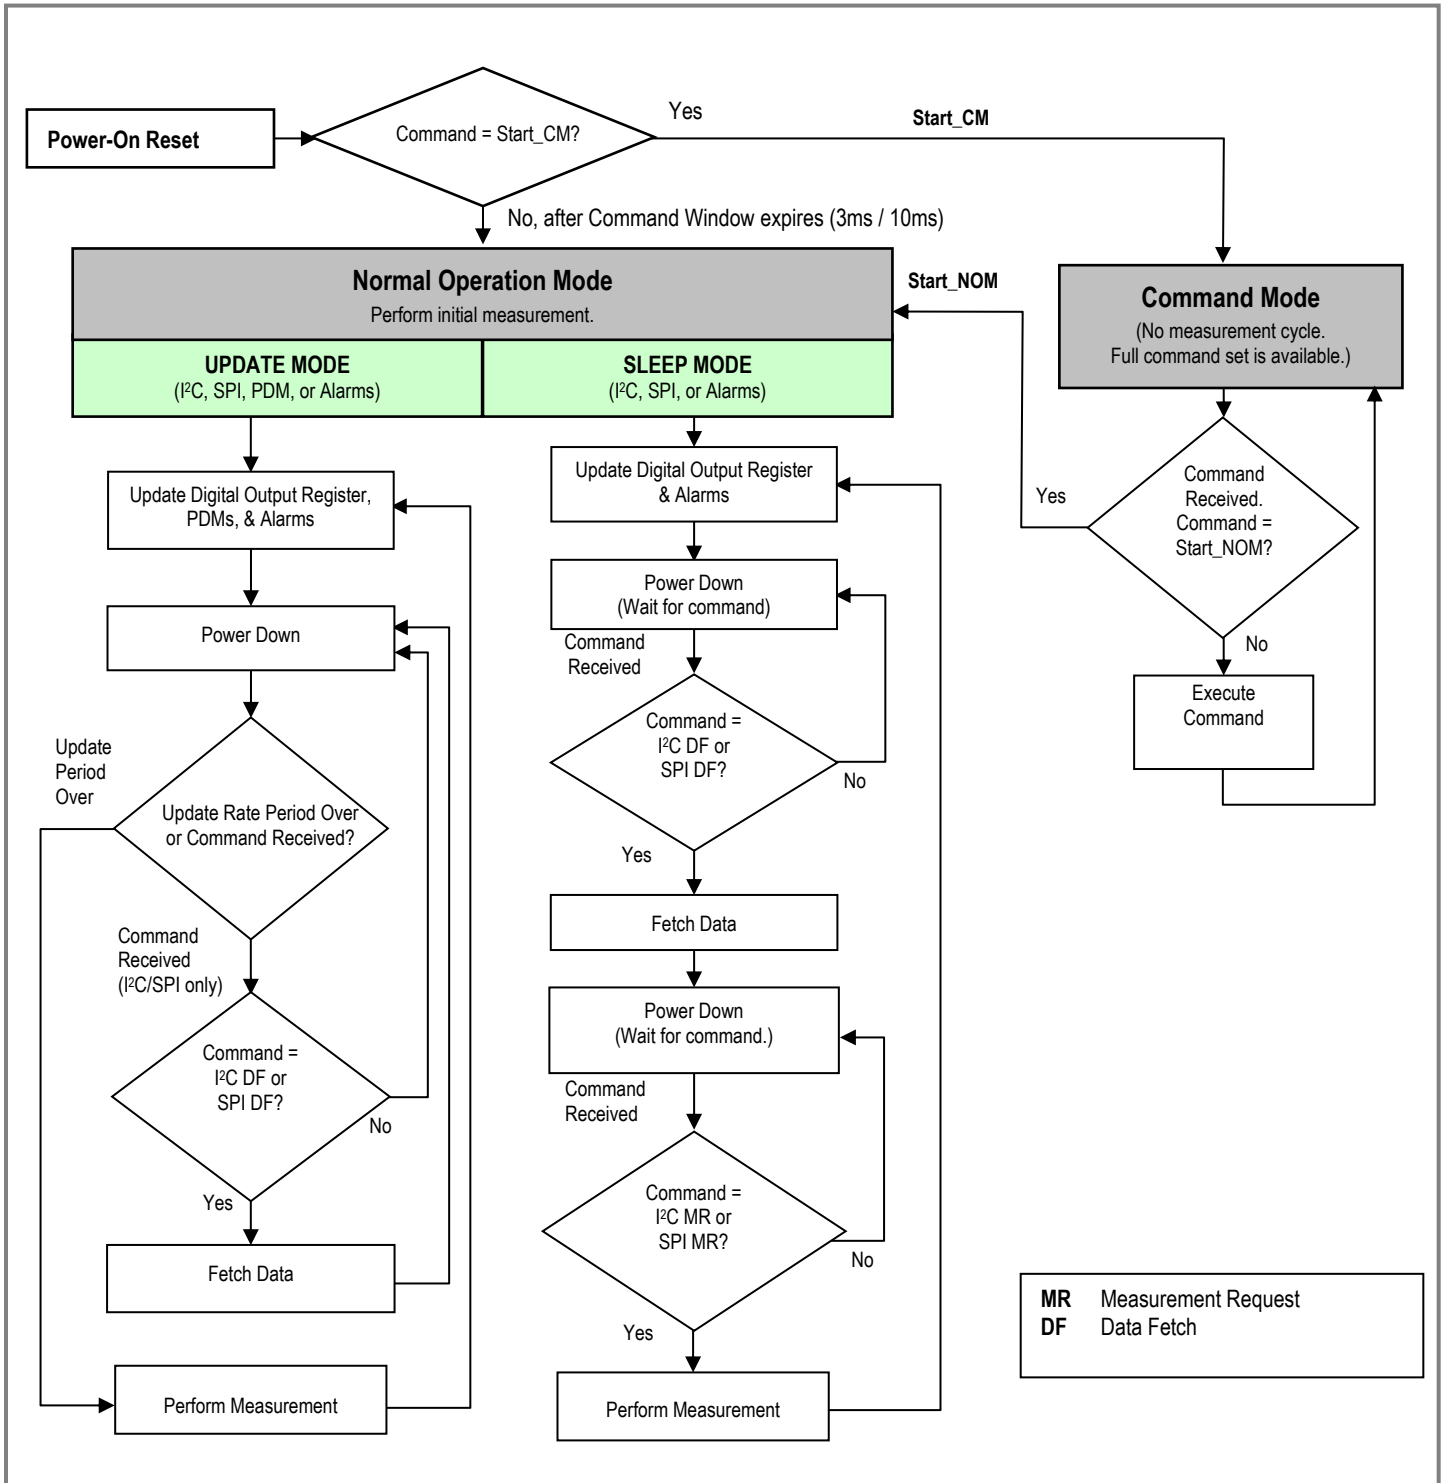 Power-On Reset
Command = Start_CM?
Yes
Start_CM
No, after Command Window expires (3ms / 10ms)
Normal Operation Mode
Perform initial measurement.
Start_NOM
Command Mode
(No measurement cycle.
Full command set is available.)
UPDATE MODE
(I²C, SPI, PDM, or Alarms)
SLEEP MODE
(I²C, SPI, or Alarms)
Update Digital Output Register,
PDMs, & Alarms
Power Down
Update
Period
Over
Update Rate Period Over
or Command Received?
Command
Received
(I²C/SPI only)
Command =
I²C DF or
SPI DF?
No
Yes
Fetch Data
Perform Measurement
Update Digital Output Register
& Alarms
Power Down
(Wait for command)
Command
Received
Command =
I²C DF or
SPI DF?
No
Yes
Fetch Data
Power Down
(Wait for command.)
Command
Received
Command =
I²C MR or
SPI MR?
No
Yes
Perform Measurement
Yes
Command
Received.
Command =
Start_NOM?
No
Execute
Command
MR Measurement Request
DF Data Fetch